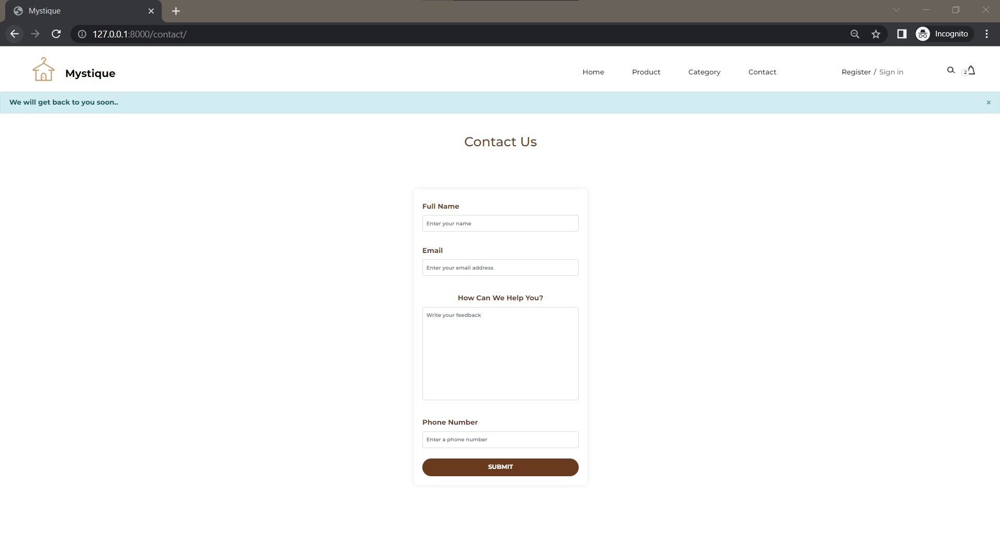 Mystique
127.0.0.1:8000/contact/
Incognito
Mystique
Home Product Category Contact Register / Sign in 2
We will get back to you soon.. ×
Contact Us
Full Name
Enter your name
Email
Enter your email address
How Can We Help You?
Write your feedback
Phone Number
Enter a phone number
SUBMIT